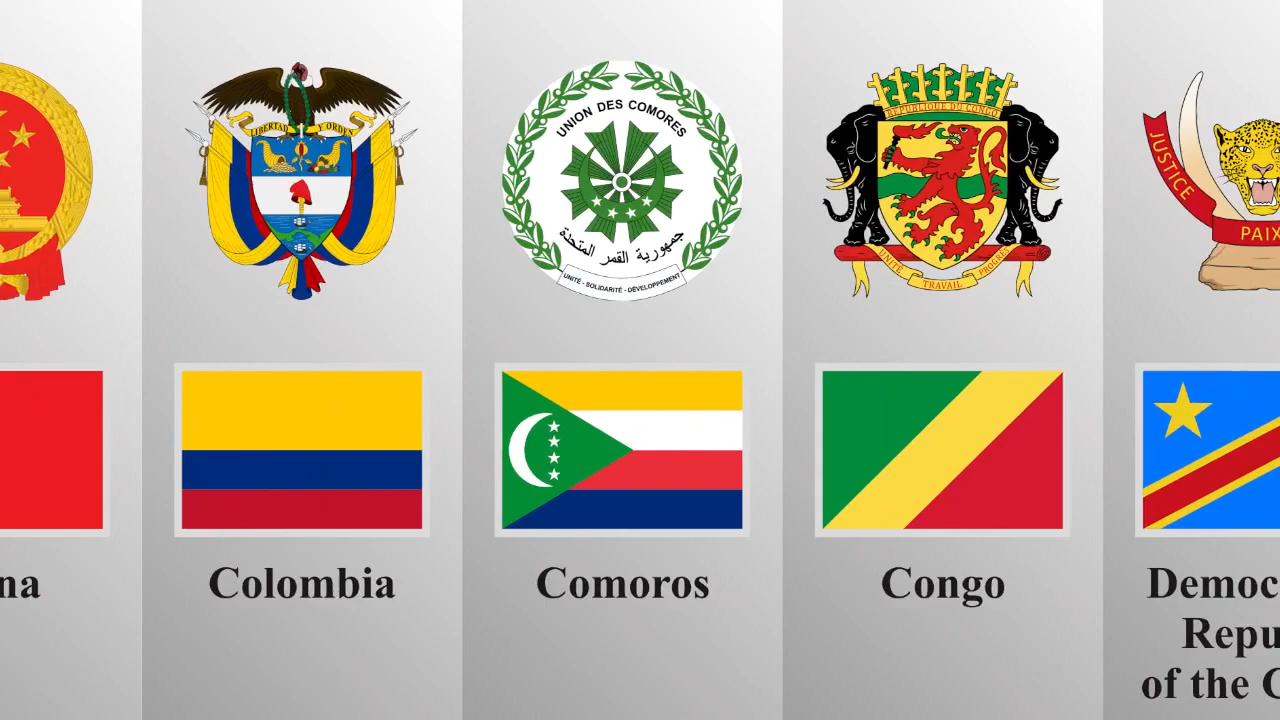 LIBERTAD Y ORDEN
UNION DES COMORES
جمهورية القمر المتحدة
UNITÉ - SOLIDARITÉ - DÉVELOPPEMENT
REPUBLIQUE DU CONGO
UNITÉ TRAVAIL PROGRÈS
JUSTICE
PAIX
na
Colombia
Comoros
Congo
Democ
Repu
of the C